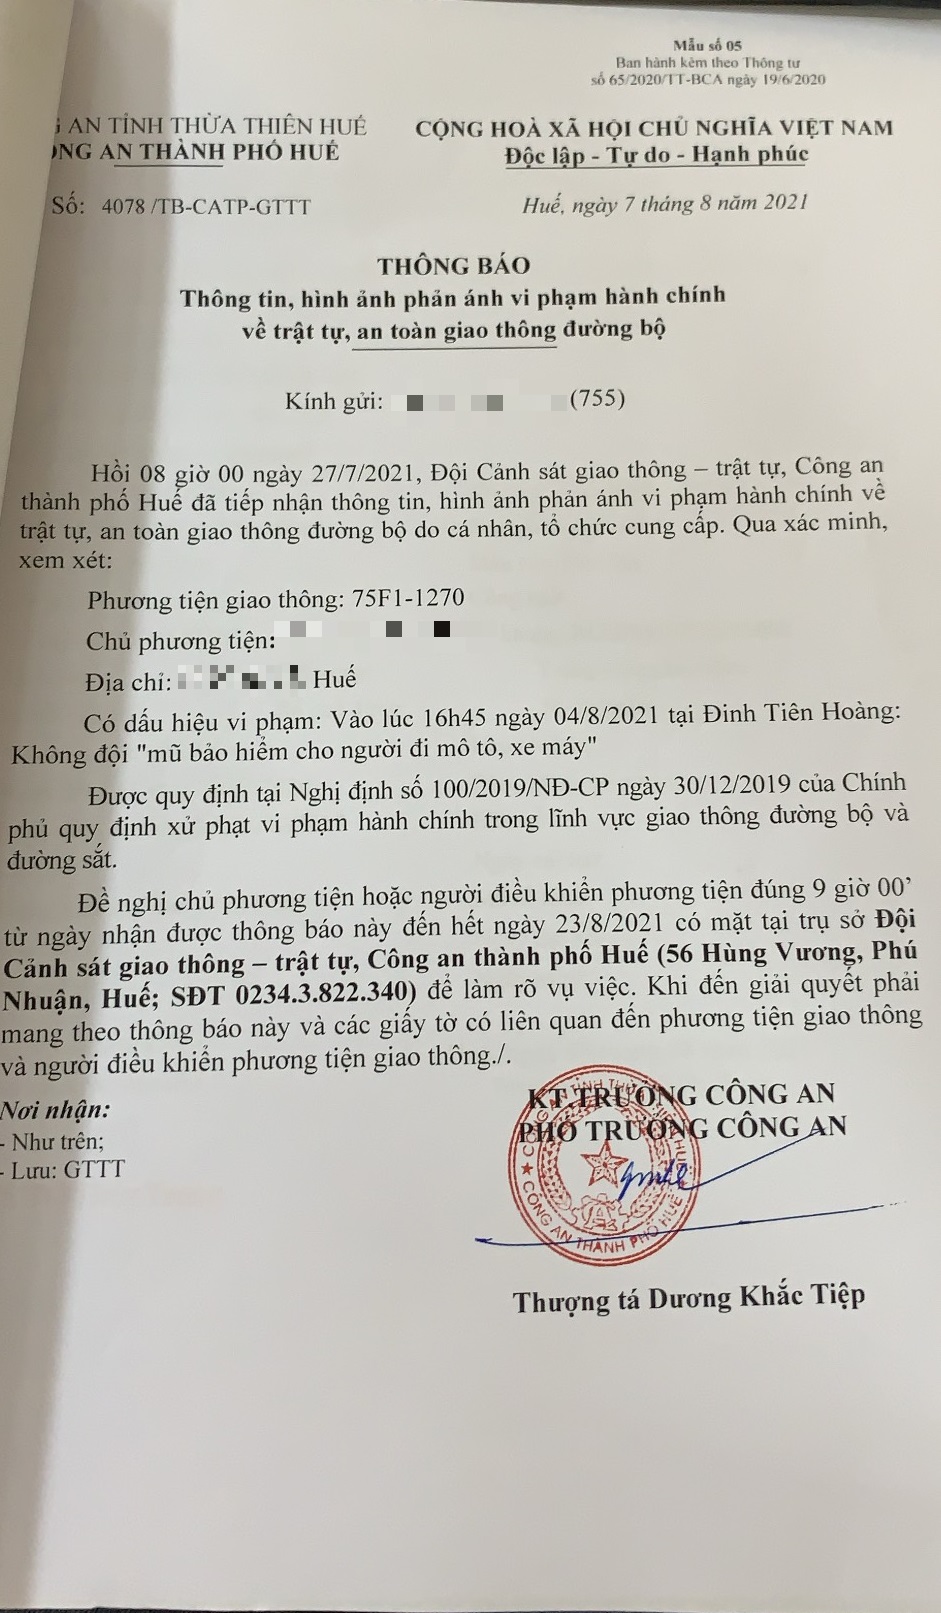 Mẫu số 05
Ban hành kèm theo Thông tư
số 65/2020/TT-BCA ngày 19/6/2020
AN TỈNH THỪA THIÊN HUẾ
ÔNG AN THÀNH PHỐ HUẾ
CỘNG HOÀ XÃ HỘI CHỦ NGHĨA VIỆT NAM
Độc lập - Tự do - Hạnh phúc
Số: 4078 /TB-CATP-GTTT
Huế, ngày 7 tháng 8 năm 2021
THÔNG BÁO
Thông tin, hình ảnh phản ánh vi phạm hành chính
về trật tự, an toàn giao thông đường bộ
Kính gửi: (755)
Hồi 08 giờ 00 ngày 27/7/2021, Đội Cảnh sát giao thông – trật tự, Công an
thành phố Huế đã tiếp nhận thông tin, hình ảnh phản ánh vi phạm hành chính về
trật tự, an toàn giao thông đường bộ do cá nhân, tổ chức cung cấp. Qua xác minh,
xem xét:
Phương tiện giao thông: 75F1-1270
Chủ phương tiện:
Địa chỉ: Huế
Có dấu hiệu vi phạm: Vào lúc 16h45 ngày 04/8/2021 tại Đinh Tiên Hoàng:
Không đội "mũ bảo hiểm cho người đi mô tô, xe máy"
Được quy định tại Nghị định số 100/2019/NĐ-CP ngày 30/12/2019 của Chính
phủ quy định xử phạt vi phạm hành chính trong lĩnh vực giao thông đường bộ và
đường sắt.
Đề nghị chủ phương tiện hoặc người điều khiển phương tiện đúng 9 giờ 00’
từ ngày nhận được thông báo này đến hết ngày 23/8/2021 có mặt tại trụ sở Đội
Cảnh sát giao thông – trật tự, Công an thành phố Huế (56 Hùng Vương, Phú
Nhuận, Huế; SĐT 0234.3.822.340) để làm rõ vụ việc. Khi đến giải quyết phải
mang theo thông báo này và các giấy tờ có liên quan đến phương tiện giao thông
và người điều khiển phương tiện giao thông./.
Nơi nhận:
- Như trên;
- Lưu: GTTT
KT.TRƯỞNG CÔNG AN
PHÓ TRƯỞNG CÔNG AN
CÔNG AN THÀNH PHỐ HUẾ
Thượng tá Dương Khắc Tiệp